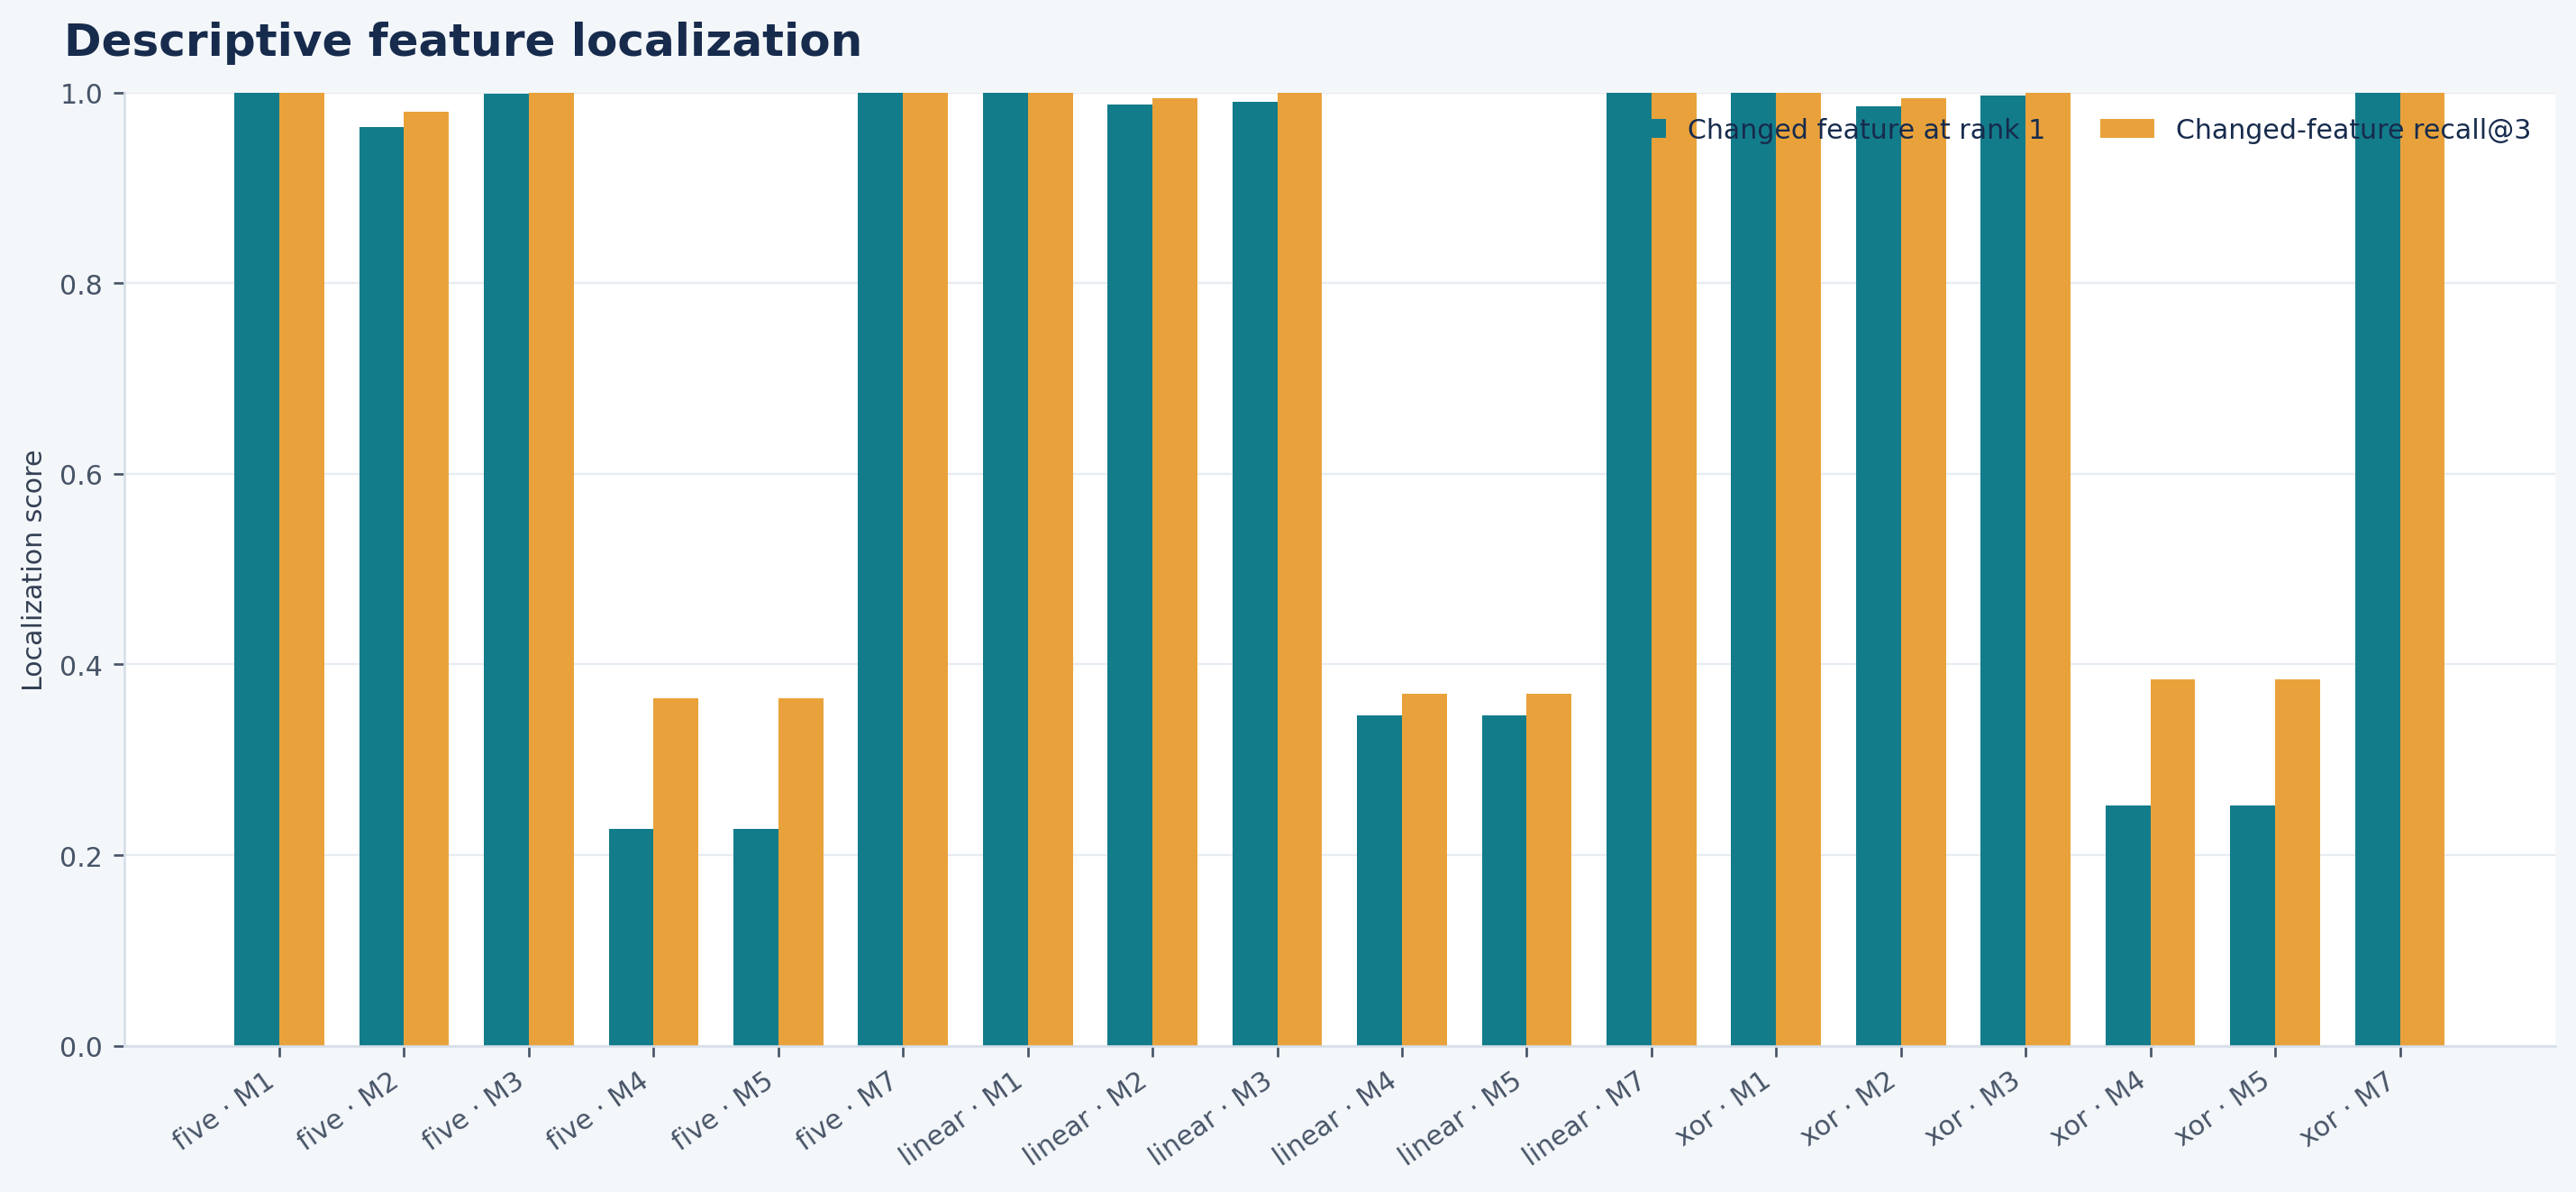 Descriptive feature localization
Changed feature at rank 1
Changed-feature recall@3
Localization score
1.0
0.8
0.6
0.4
0.2
0.0
five · M1
five · M2
five · M3
five · M4
five · M5
five · M7
linear · M1
linear · M2
linear · M3
linear · M4
linear · M5
linear · M7
xor · M1
xor · M2
xor · M3
xor · M4
xor · M5
xor · M7